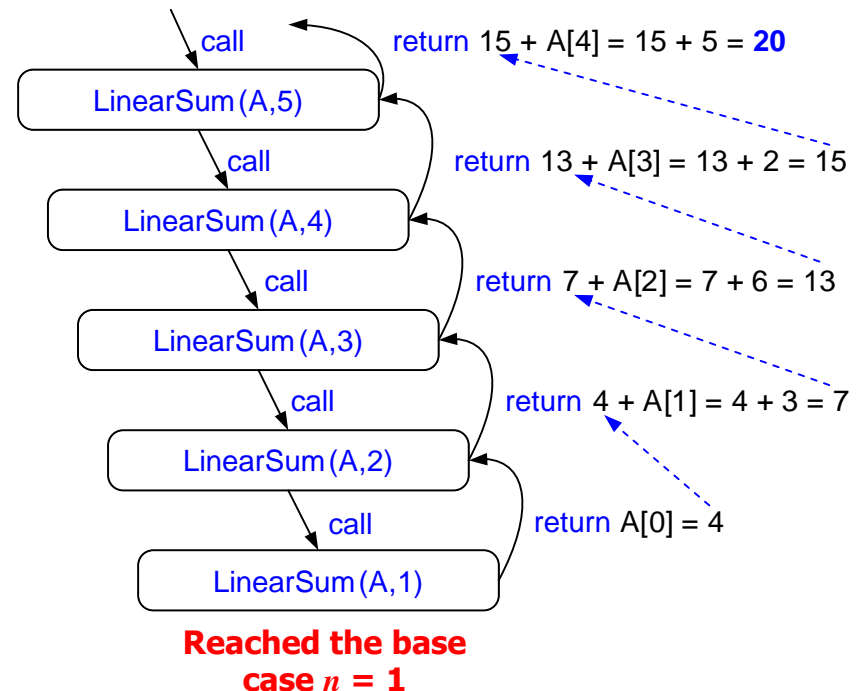 call
return 15 + A[4] = 15 + 5 = 20
LinearSum(A,5)
call
return 13 + A[3] = 13 + 2 = 15
LinearSum(A,4)
call
return 7 + A[2] = 7 + 6 = 13
LinearSum(A,3)
call
return 4 + A[1] = 4 + 3 = 7
LinearSum(A,2)
call
return A[0] = 4
LinearSum(A,1)
Reached the base
case n = 1